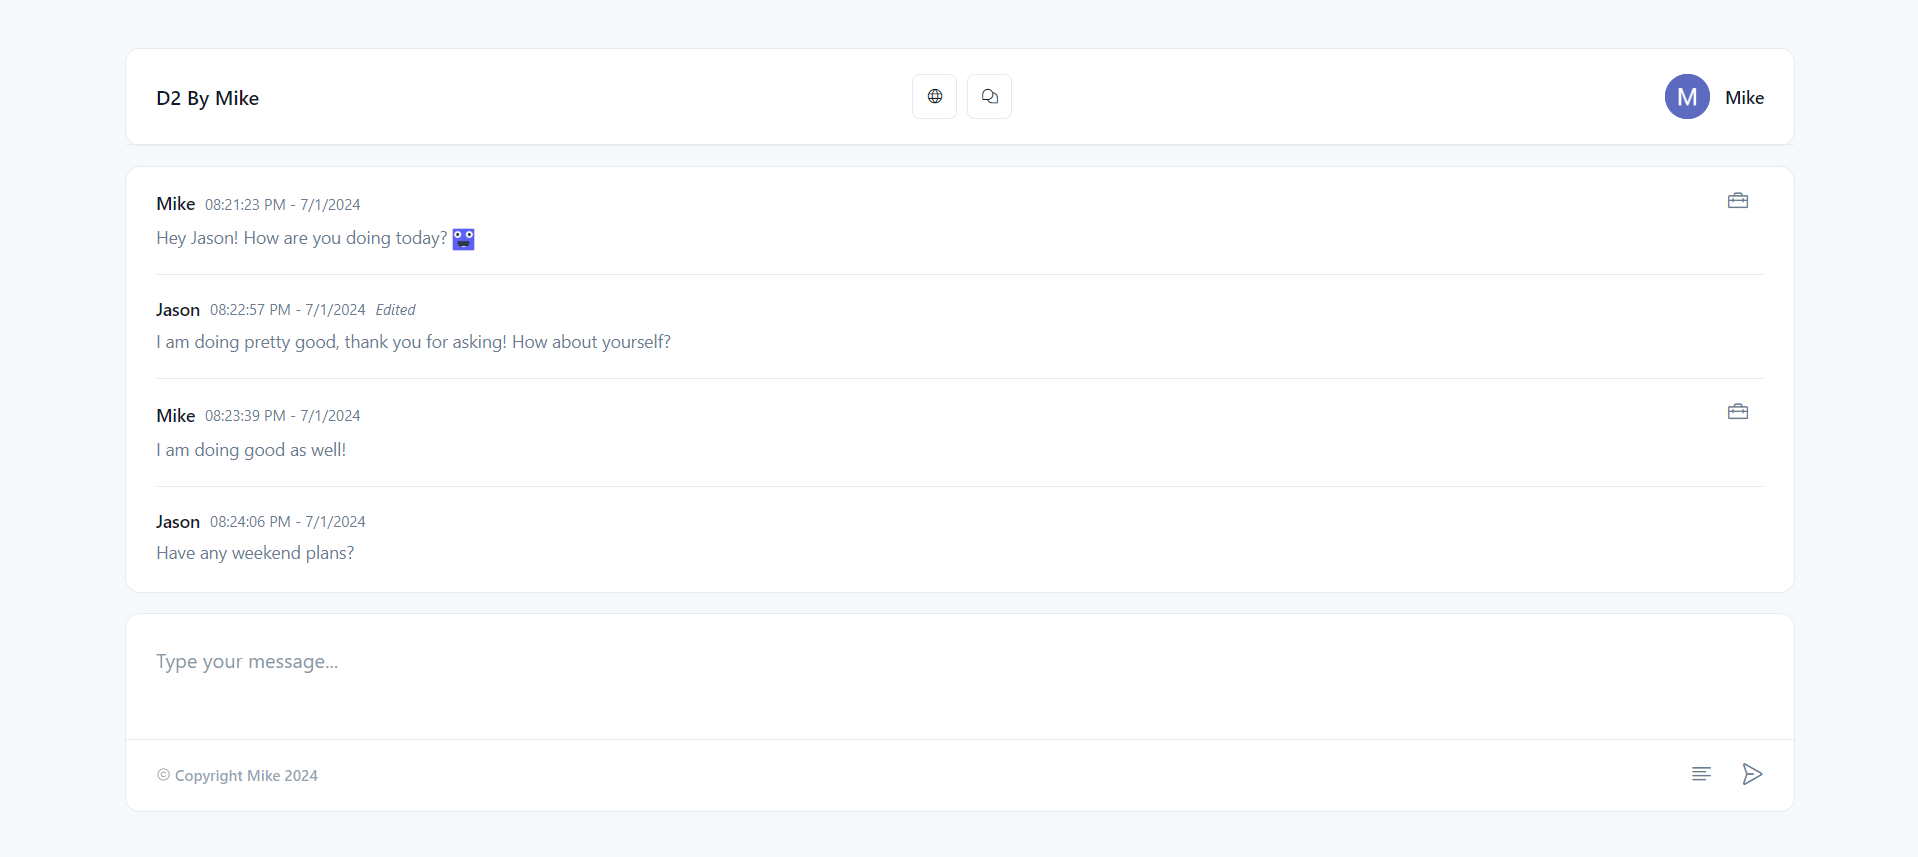 D2 By Mike
M Mike
Mike 08:21:23 PM - 7/1/2024
Hey Jason! How are you doing today?
Jason 08:22:57 PM - 7/1/2024 Edited
I am doing pretty good, thank you for asking! How about yourself?
Mike 08:23:39 PM - 7/1/2024
I am doing good as well!
Jason 08:24:06 PM - 7/1/2024
Have any weekend plans?
Type your message...
© Copyright Mike 2024